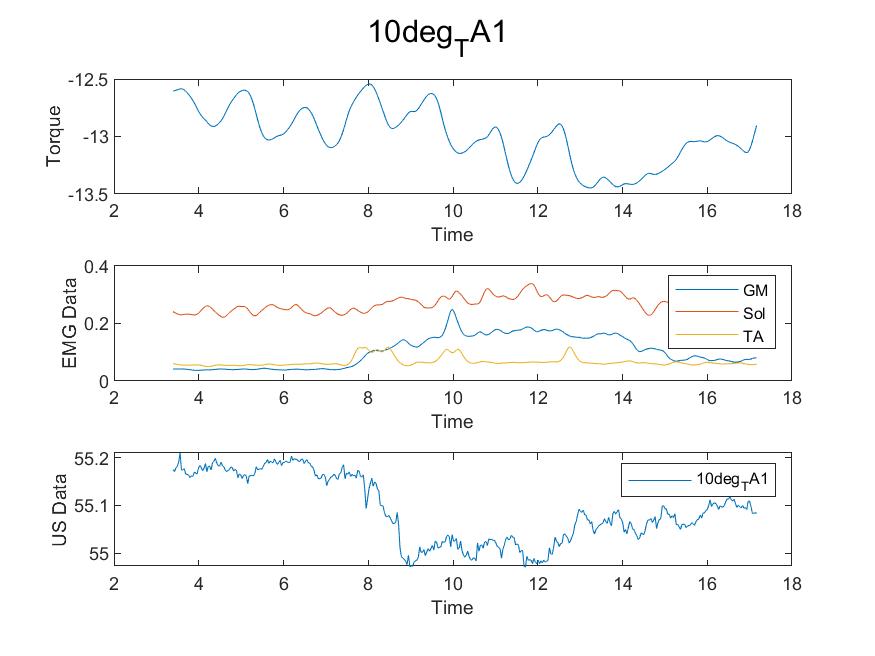 10deg_TA1
-12.5
-13
-13.5
Torque
2 4 6 8 10 12 14 16 18
Time
0.4
0.2
0
EMG Data
GM
Sol
TA
2 4 6 8 10 12 14 16 18
Time
55.2
55.1
55
US Data
10deg_TA1
2 4 6 8 10 12 14 16 18
Time